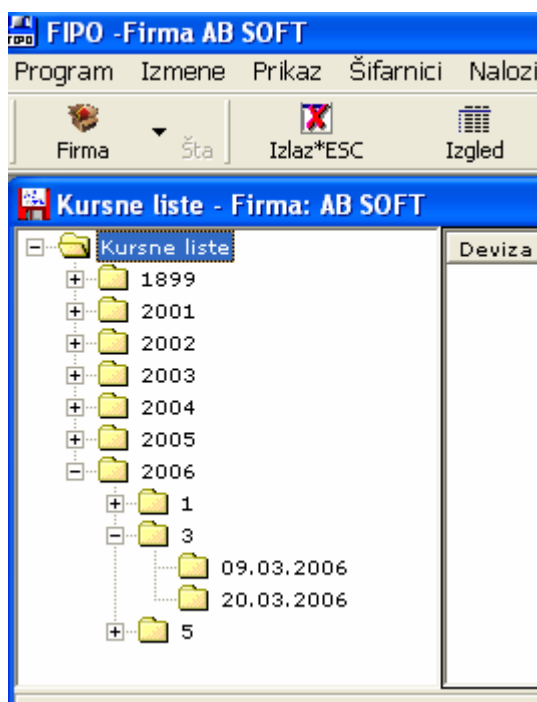 FIPO -Firma AB SOFT
Program Izmene Prikaz Šifarnici Nalozi
Firma Šta Izlaz*ESC Izgled
Kursne liste - Firma: AB SOFT
Kursne liste
Deviza
1899
2001
2002
2003
2004
2005
2006
1
3
09.03.2006
20.03.2006
5